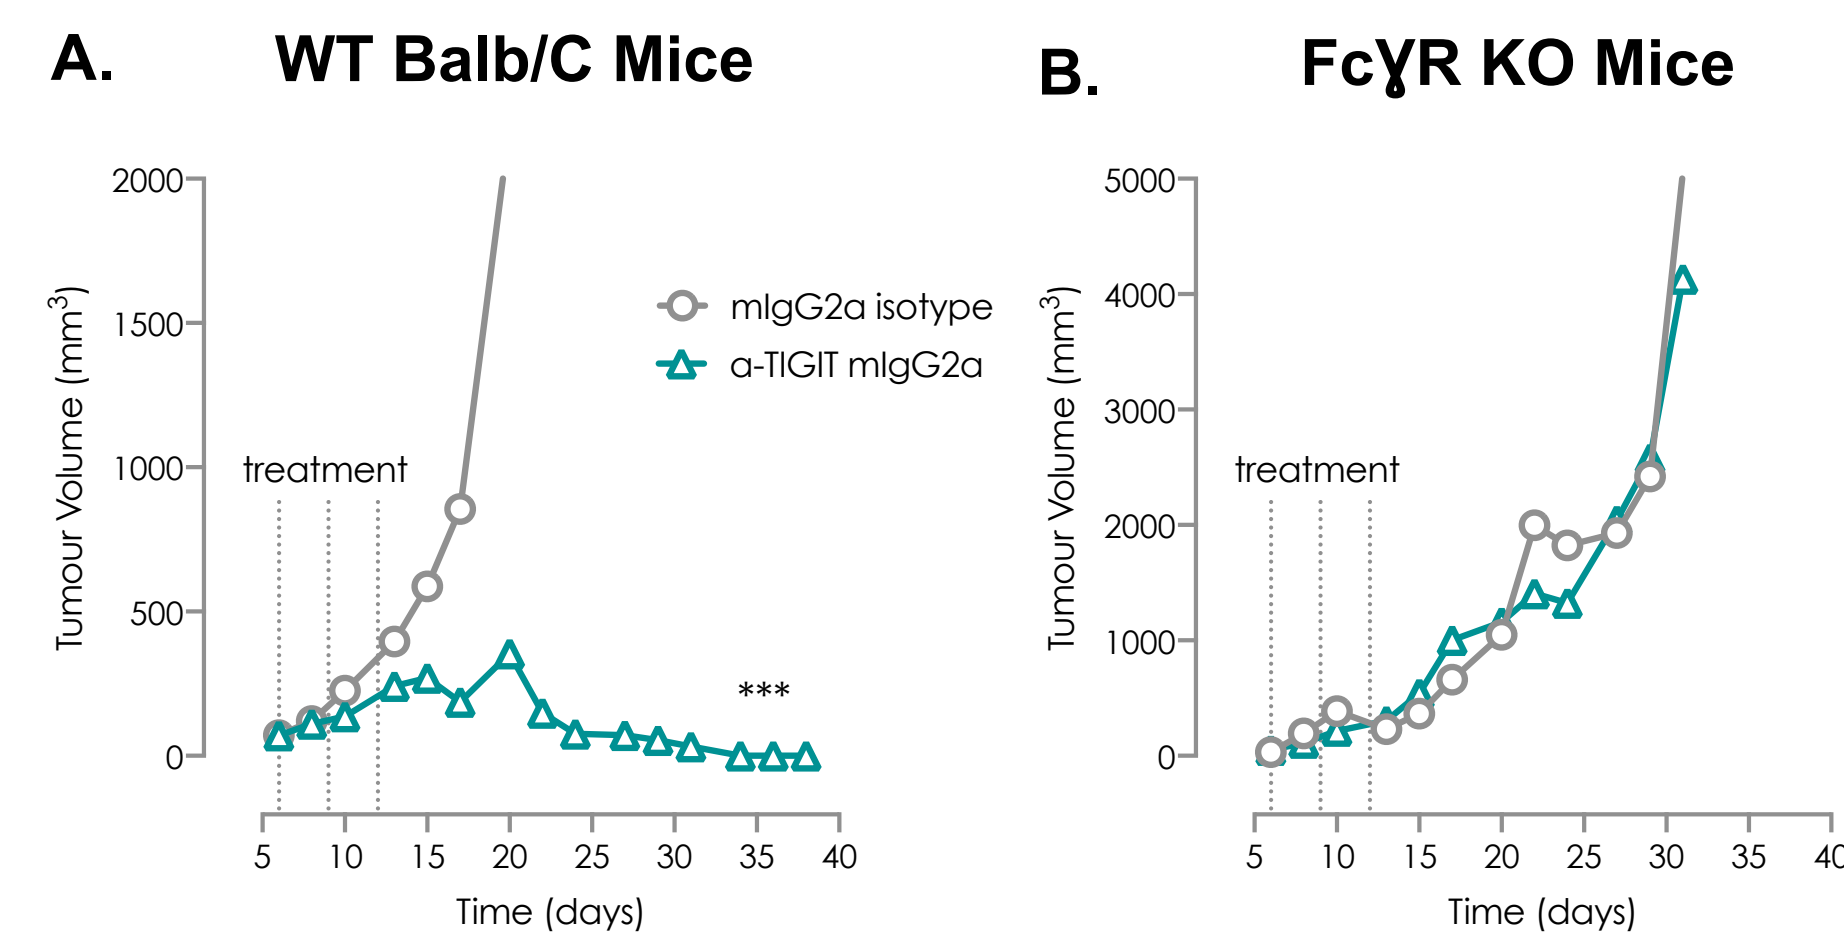 A.
WT Balb/C Mice
2000
1500
1000
500
0
Tumour Volume (mm³)
treatment
mIgG2a isotype
α-TIGIT mIgG2a
***
5 10 15 20 25 30 35 40
Time (days)
B.
FcɣR KO Mice
5000
4000
3000
2000
1000
0
Tumour Volume (mm³)
treatment
5 10 15 20 25 30 35 40
Time (days)